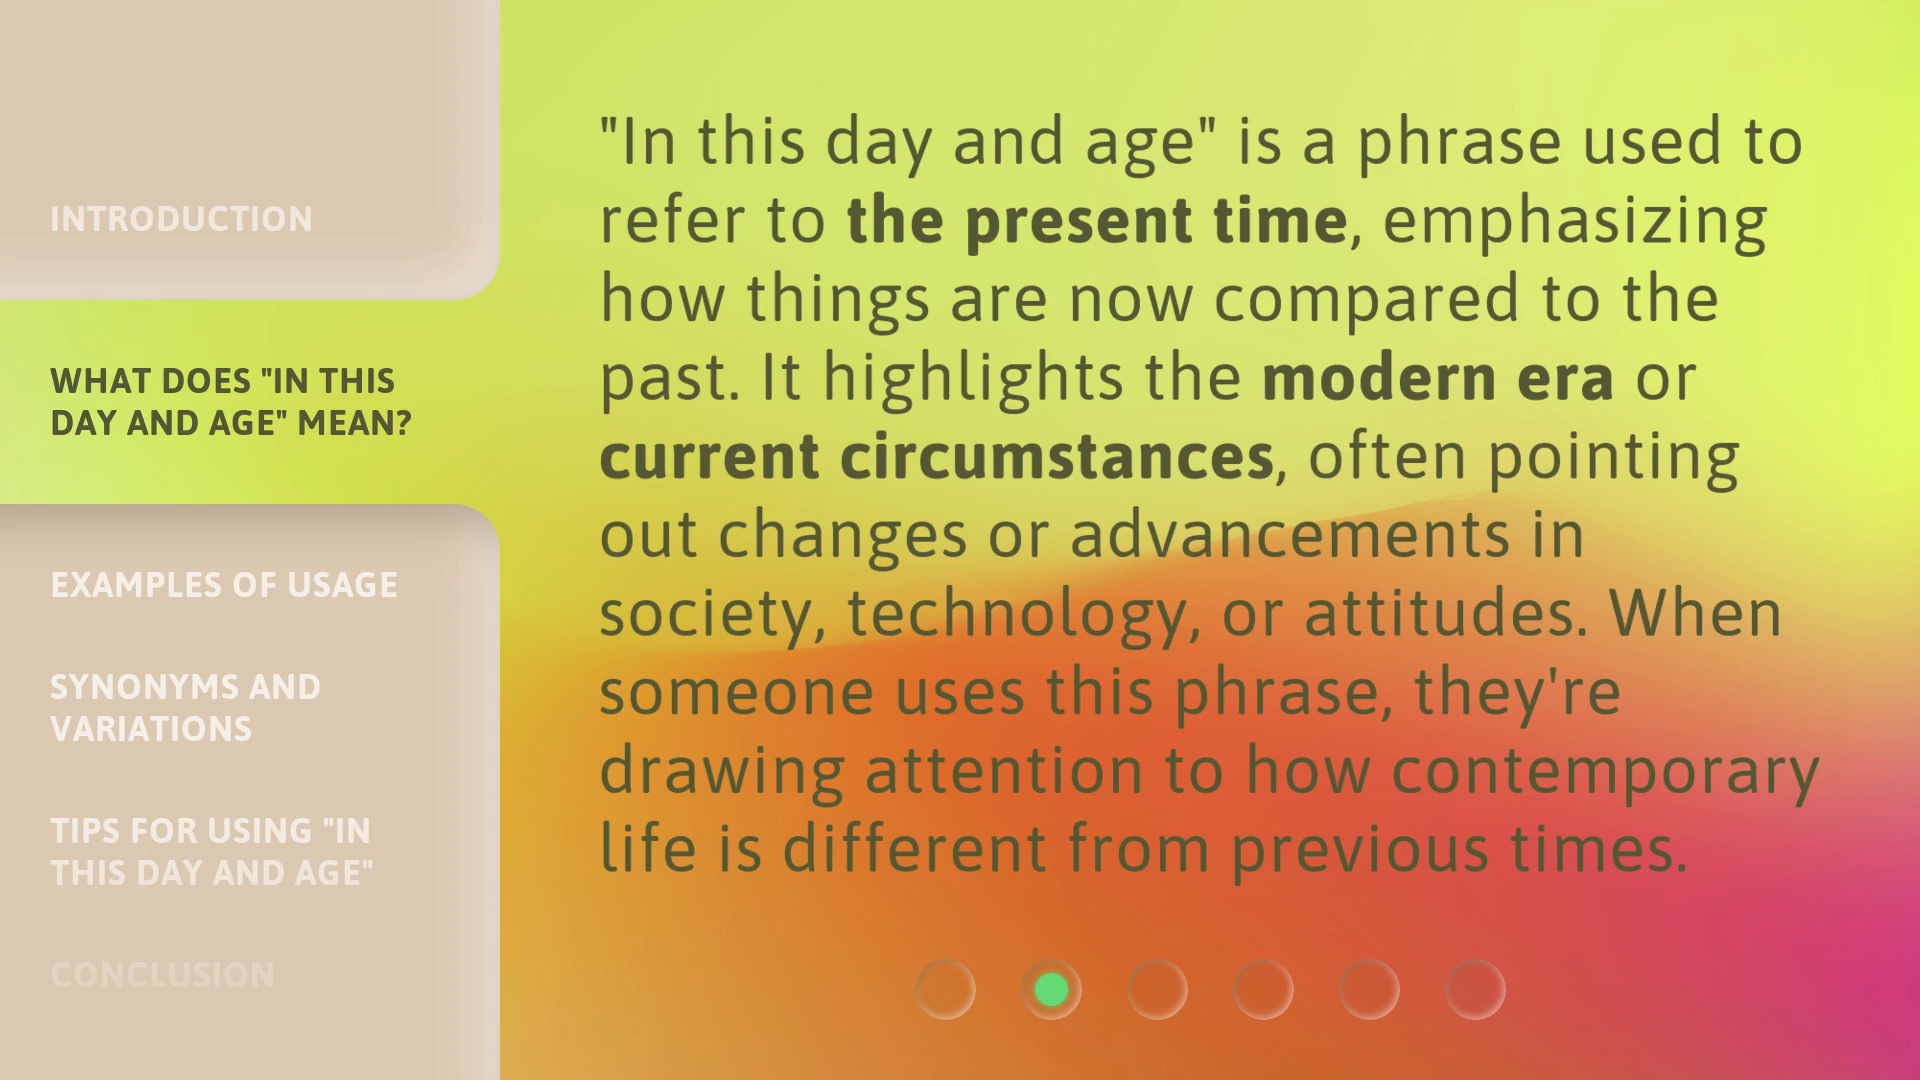 INTRODUCTION
WHAT DOES "IN THIS
DAY AND AGE" MEAN?
EXAMPLES OF USAGE
SYNONYMS AND
VARIATIONS
TIPS FOR USING "IN
THIS DAY AND AGE"
CONCLUSION
"In this day and age" is a phrase used to
refer to the present time, emphasizing
how things are now compared to the
past. It highlights the modern era or
current circumstances, often pointing
out changes or advancements in
society, technology, or attitudes. When
someone uses this phrase, they're
drawing attention to how contemporary
life is different from previous times.